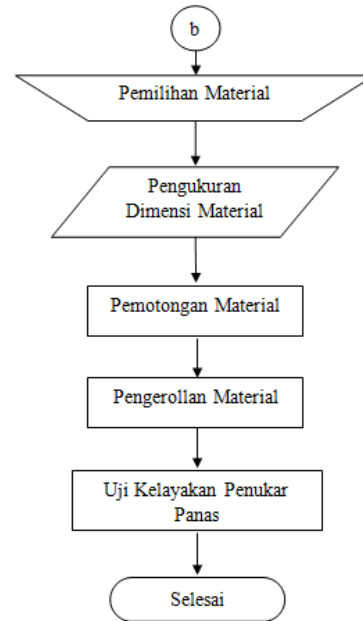 b
Pemilihan Material
Pengukuran
Dimensi Material
Pemotongan Material
Pengerollan Material
Uji Kelayakan Penukar
Panas
Selesai